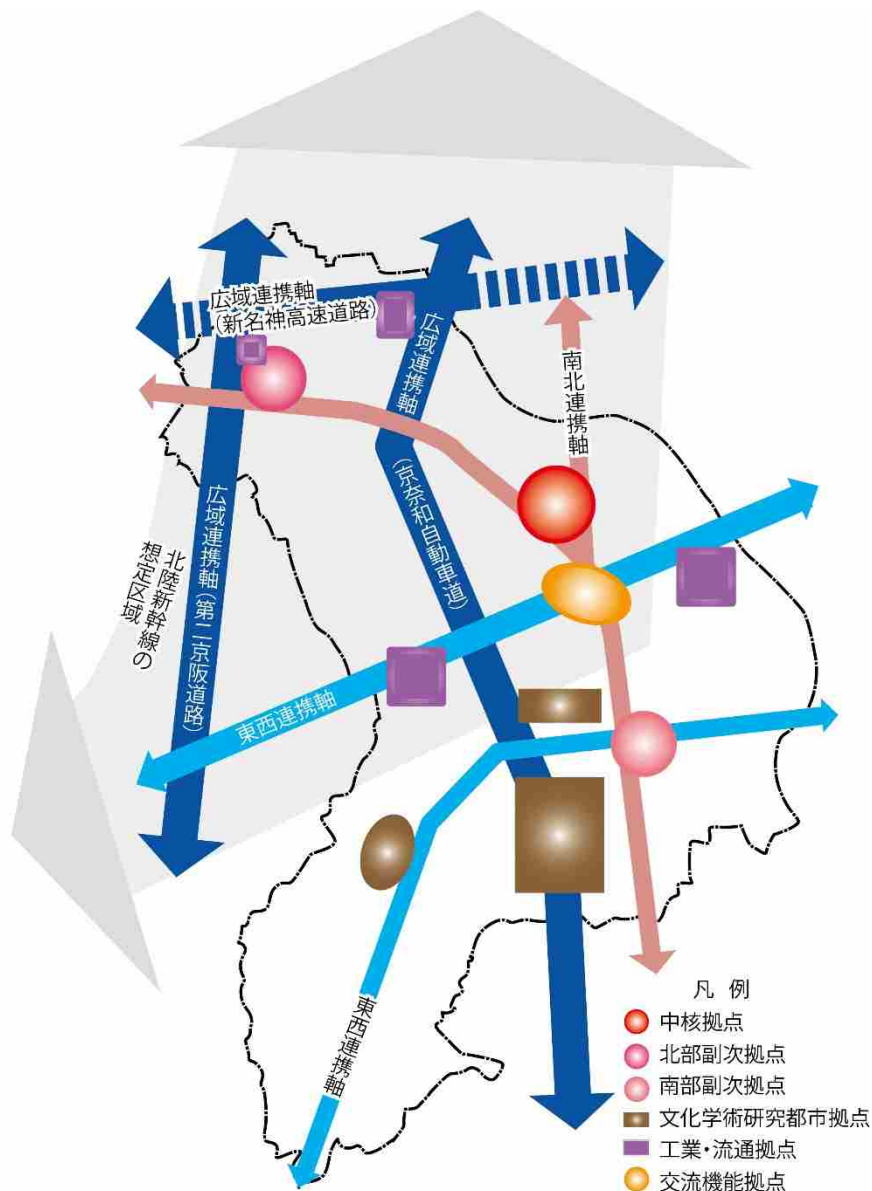 広域連携軸
(新名神高速道路)
広域連携軸
(京奈和自動車道)
南北連携軸
北陸新幹線の
想定区域
広域連携軸(第二京阪道路)
東西連携軸
東西連携軸
凡 例
中核拠点
北部副次拠点
南部副次拠点
文化学術研究都市拠点
工業・流通拠点
交流機能拠点